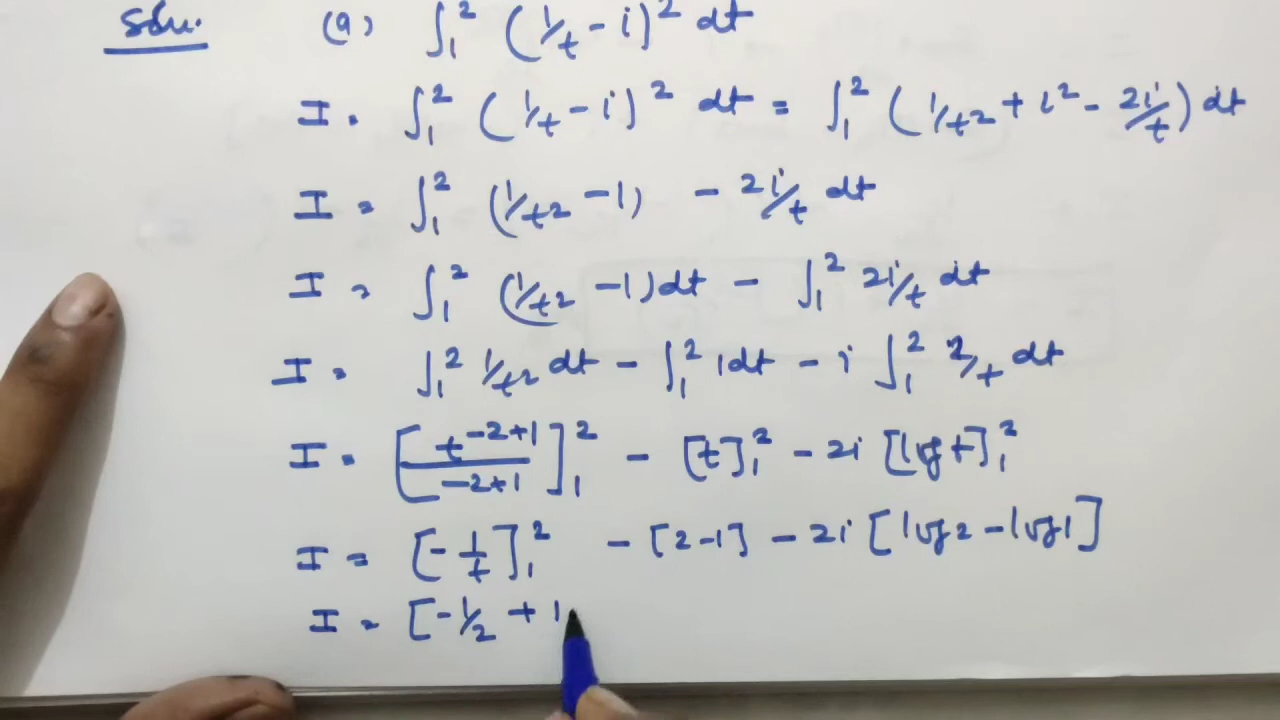 Soln. (a) ∫₁² (1/t - i)² dt
I = ∫₁² (1/t - i)² dt = ∫₁² (1/t2 + i² - 2i/t) dt
I = ∫₁² (1/t2 - 1) - 2i/t dt
I = ∫₁² (1/t2 - 1) dt - ∫₁² 2i/t dt
I = ∫₁² 1/t2 dt - ∫₁² 1dt - i ∫₁² 2/t dt
I = [t^-2+1 / -2+1]₁² - [t]₁² - 2i [log t]₁²
I = [-1/t]₁² - [2-1] - 2i [log2 - log1]
I = [-1/2 + 1